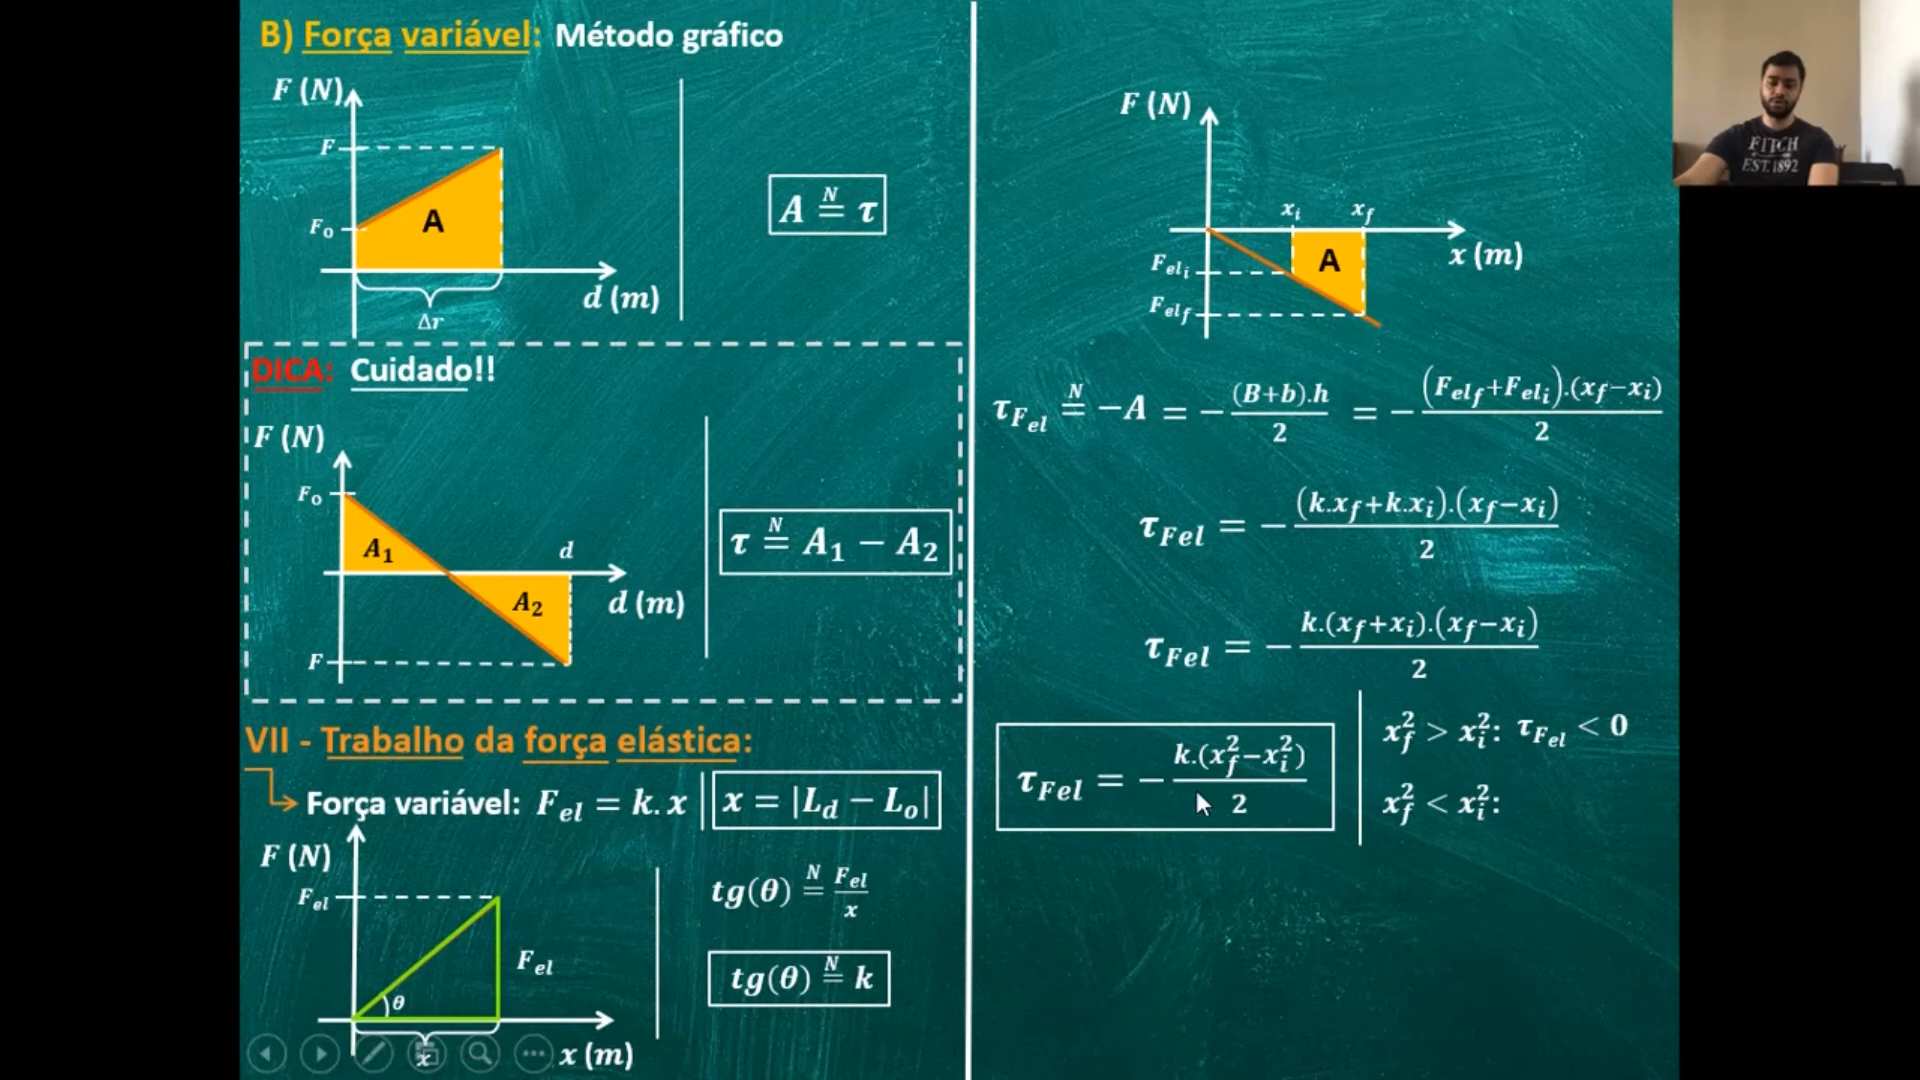 B) Força variável: Método gráfico
F (N)
F
F₀
A
Δr
d (m)
A ≝ᴺ τ
DICA: Cuidado!!
F (N)
F₀
A₁
d
A₂
d (m)
F
τ =ᴺ A₁ − A₂
VII - Trabalho da força elástica:
Força variável: F_el = k. x
x = |L_d − L_o|
F (N)
F_el
F_el
θ
x
x (m)
tg(θ) =ᴺ F_el/x
tg(θ) =ᴺ k
F (N)
x_i x_f
A
x (m)
F_el_i
F_el_f
τ_F_el =ᴺ −A = − (B+b).h/2 = − (F_el_f+F_el_i).(x_f−x_i)/2
τ_Fel = − (k.x_f+k.x_i).(x_f−x_i)/2
τ_Fel = − k.(x_f+x_i).(x_f−x_i)/2
τ_Fel = − k.(x_f²−x_i²)/2
x_f² > x_i²: τ_F_el < 0
x_f² < x_i²:
FITCH
EST. 1892